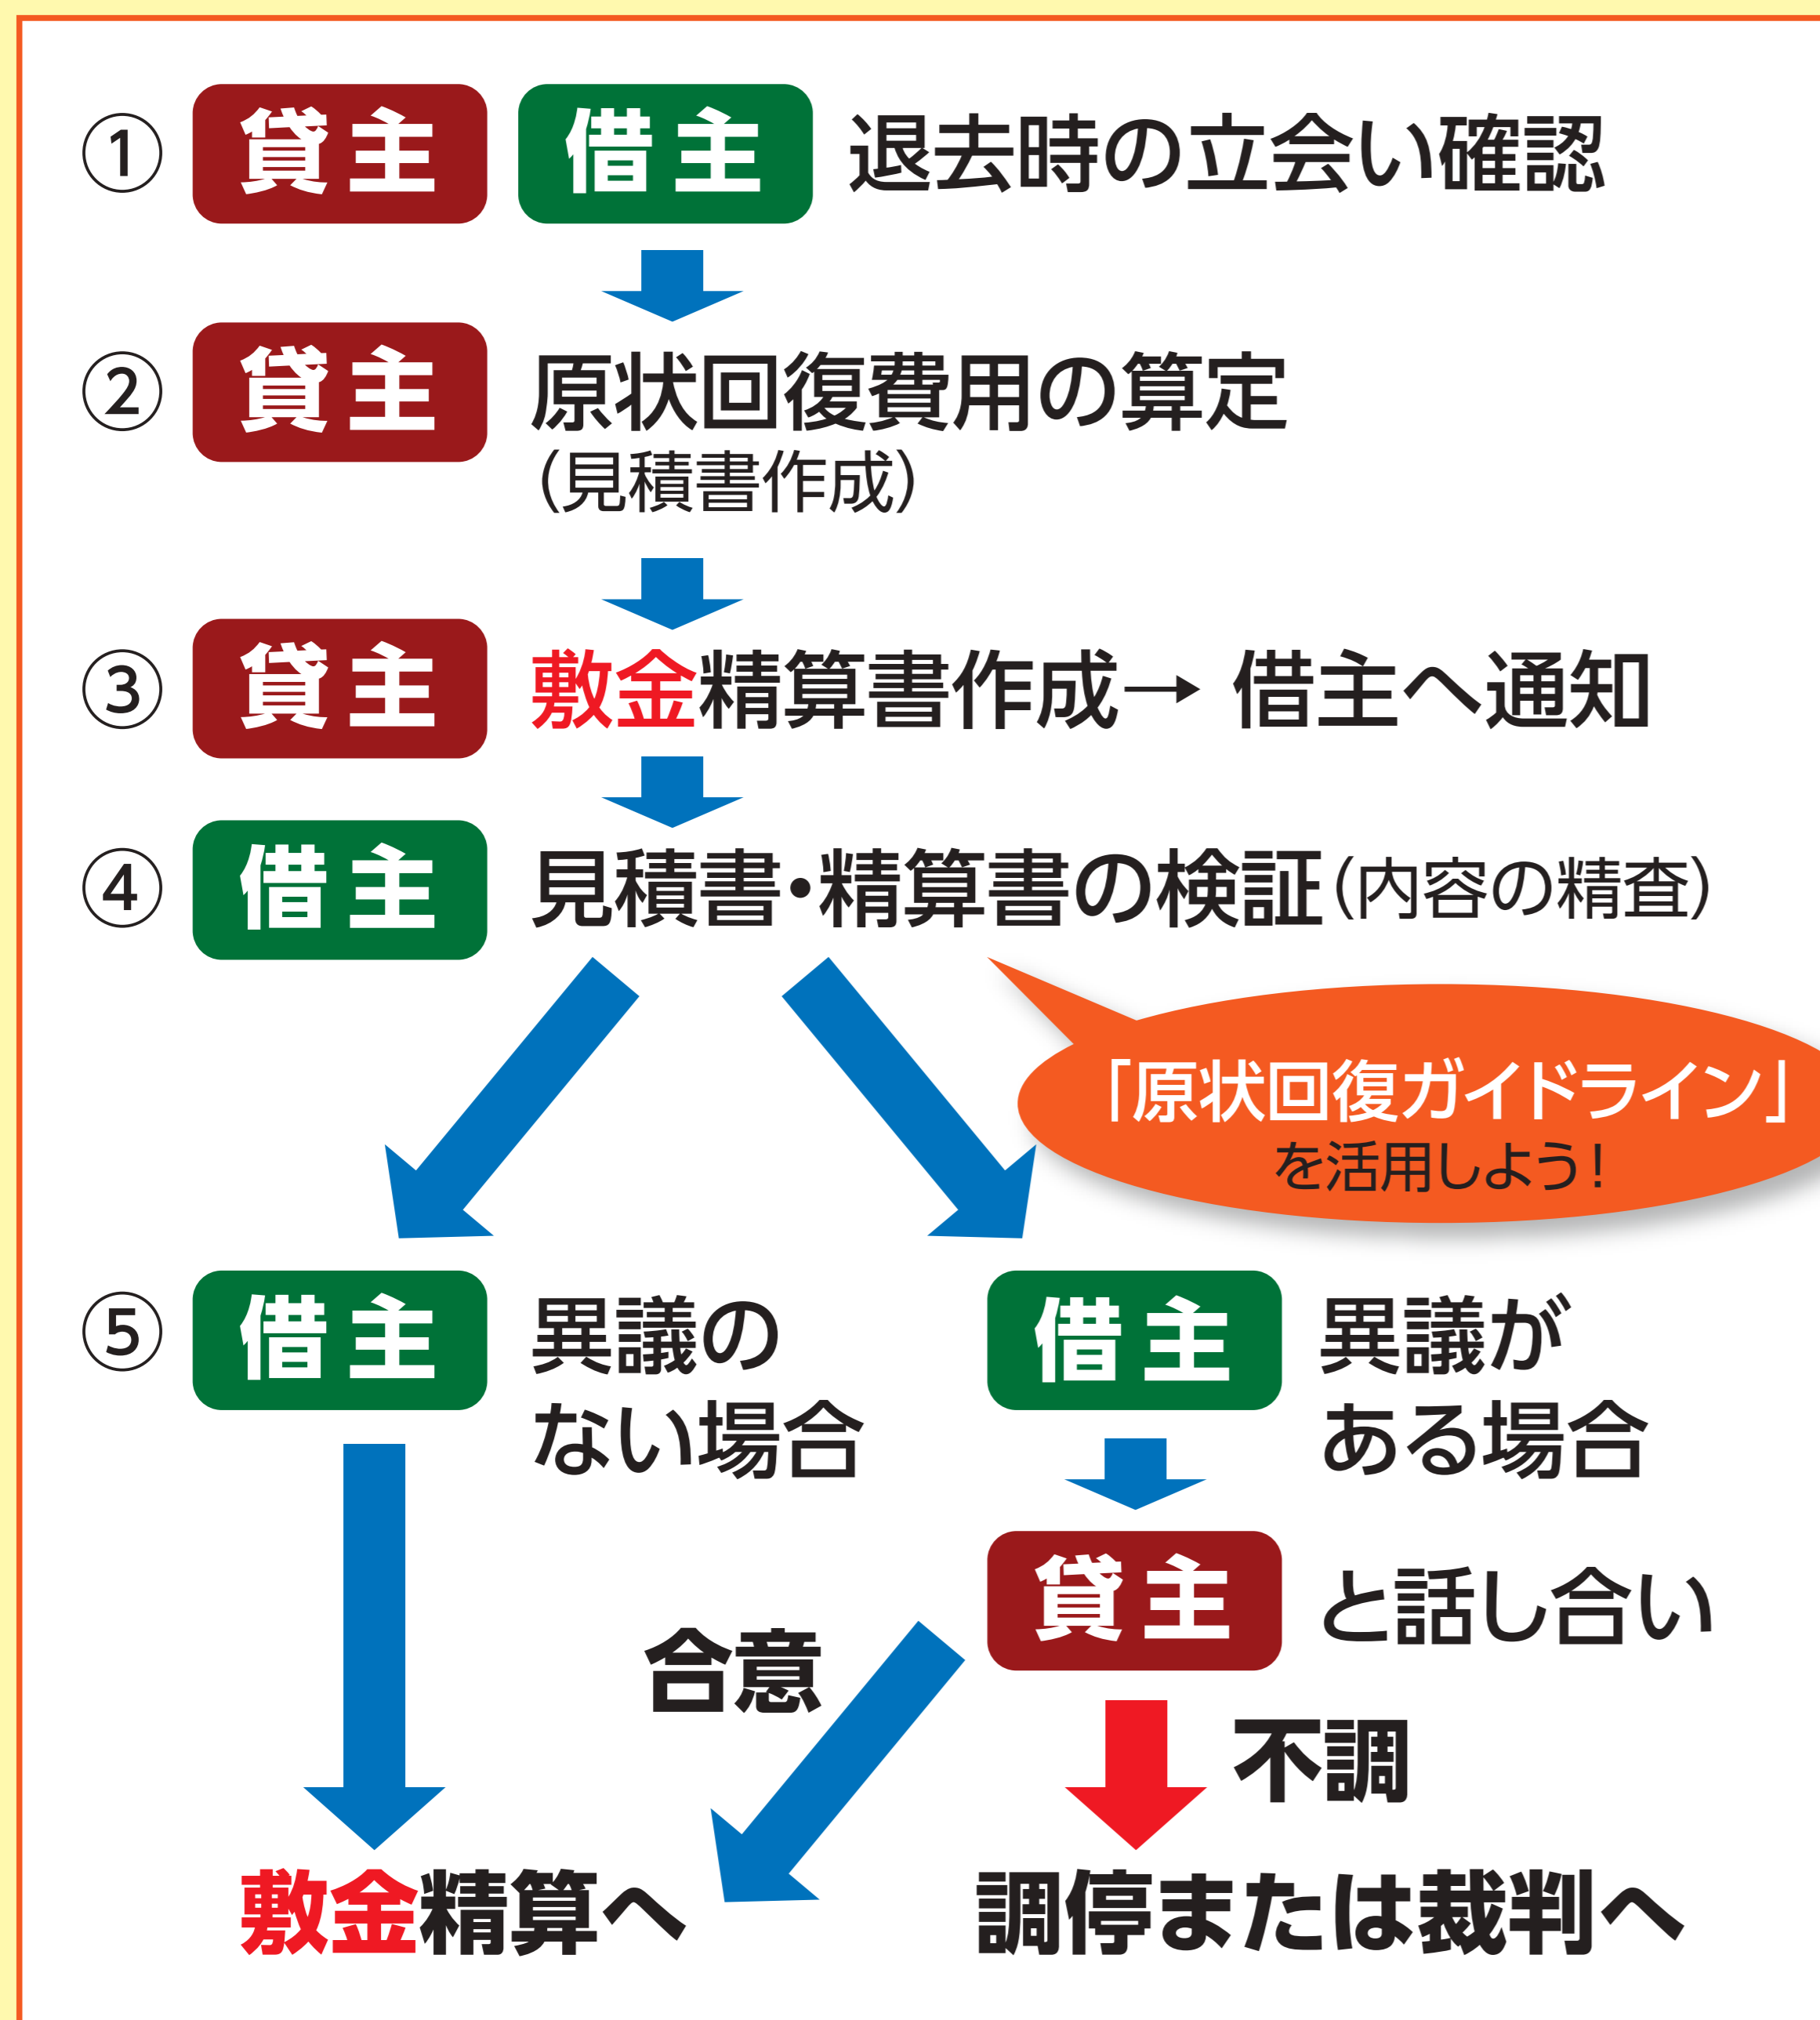 ① 貸主 借主 退去時の立会い確認
② 貸主 原状回復費用の算定
（見積書作成）
③ 貸主 敷金精算書作成→ 借主へ通知
④ 借主 見積書・精算書の検証（内容の精査）
「原状回復ガイドライン」
を活用しよう！
⑤ 借主 異議の
ない場合
借主 異議が
ある場合
貸主 と話し合い
合意
不調
敷金精算へ
調停または裁判へ